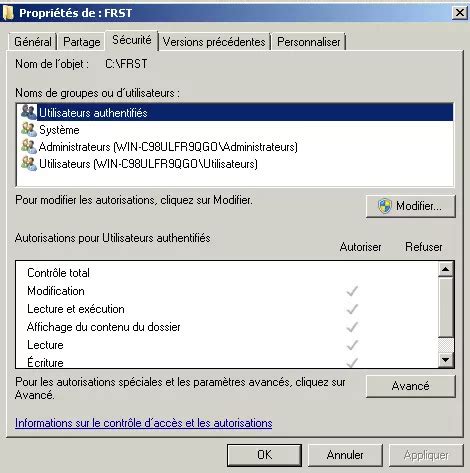 Propriétés de : FRST
Général Partage Sécurité Versions précédentes Personnaliser
Nom de l'objet : C:\FRST
Noms de groupes ou d'utilisateurs :
Utilisateurs authentifiés
Système
Administrateurs (WIN-C98ULFR9QGO\Administrateurs)
Utilisateurs (WIN-C98ULFR9QGO\Utilisateurs)
Pour modifier les autorisations, cliquez sur Modifier.
Modifier...
Autorisations pour Utilisateurs authentifiés
Autoriser Refuser
Contrôle total
Modification
Lecture et exécution
Affichage du contenu du dossier
Lecture
Écriture
Pour les autorisations spéciales et les paramètres avancés, cliquez sur
Avancé.
Avancé
Informations sur le contrôle d'accès et les autorisations
OK Annuler Appliquer